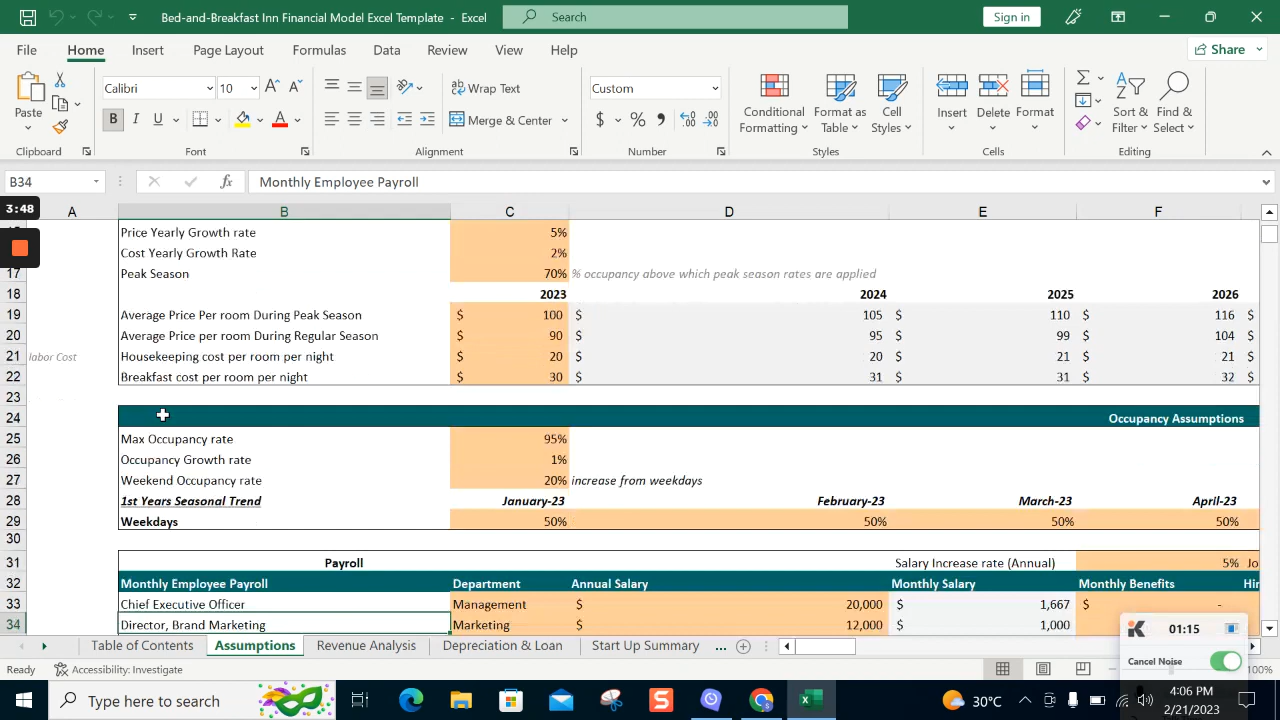 Bed-and-Breakfast Inn Financial Model Excel Template - Excel
Search
Sign in
File Home Insert Page Layout Formulas Data Review View Help
Share
Paste
Calibri 10
Wrap Text
Merge & Center
Custom
Conditional Formatting
Format as Table
Cell Styles
Insert
Delete
Format
Sort & Filter
Find & Select
Clipboard Font Alignment Number Styles Cells Editing
B34 Monthly Employee Payroll
3:48
A B C D E F
Price Yearly Growth rate 5%
Cost Yearly Growth Rate 2%
17 Peak Season 70% % occupancy above which peak season rates are applied
18 2023 2024 2025 2026
19 Average Price Per room During Peak Season $ 100 $ 105 $ 110 $ 116 $
20 Average Price per room During Regular Season $ 90 $ 95 $ 99 $ 104 $
21 labor Cost Housekeeping cost per room per night $ 20 $ 20 $ 21 $ 21 $
22 Breakfast cost per room per night $ 30 $ 31 $ 31 $ 32 $
23
24 Occupancy Assumptions
25 Max Occupancy rate 95%
26 Occupancy Growth rate 1%
27 Weekend Occupancy rate 20% increase from weekdays
28 1st Years Seasonal Trend January-23 February-23 March-23 April-23
29 Weekdays 50% 50% 50% 50%
30
31 Payroll Salary Increase rate (Annual) 5% Jo
32 Monthly Employee Payroll Department Annual Salary Monthly Salary Monthly Benefits Hir
33 Chief Executive Officer Management $ 20,000 $ 1,667 $ -
34 Director, Brand Marketing Marketing $ 12,000 $ 1,000
01:15
Cancel Noise
Table of Contents Assumptions Revenue Analysis Depreciation & Loan Start Up Summary ...
Ready Accessibility: Investigate 100%
Type here to search
30°C
4:06 PM
2/21/2023